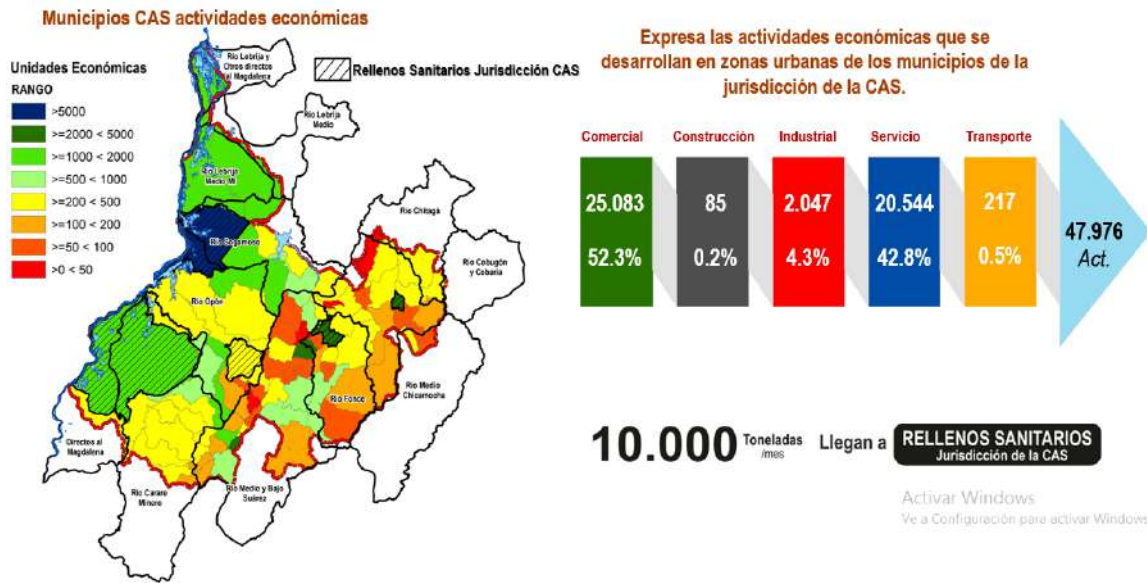 Municipios CAS actividades económicas
Unidades Económicas
RANGO
>5000
>=2000 < 5000
>=1000 < 2000
>=500 < 1000
>=200 < 500
>=100 < 200
>=50 < 100
>0 < 50
Rellenos Sanitarios Jurisdicción CAS
Río Lebrija y
Otros directos
al Magdalena
Río Lebrija
Medio
Río Lebrija
Medio MI
Río Chitagá
Río Sogamoso
Río Cobugón
y Cobaría
Río Opón
Río Medio
Chicamocha
Río Fonce
Directos al
Magdalena
Río Carare
Minero
Río Medio y Bajo
Suárez
Expresa las actividades económicas que se
desarrollan en zonas urbanas de los municipios de la
jurisdicción de la CAS.
Comercial Construcción Industrial Servicio Transporte
25.083 85 2.047 20.544 217
52.3% 0.2% 4.3% 42.8% 0.5%
47.976
Act.
10.000 Toneladas
/mes
Llegan a
RELLENOS SANITARIOS
Jurisdicción de la CAS
Activar Windows
Ve a Configuración para activar Windows